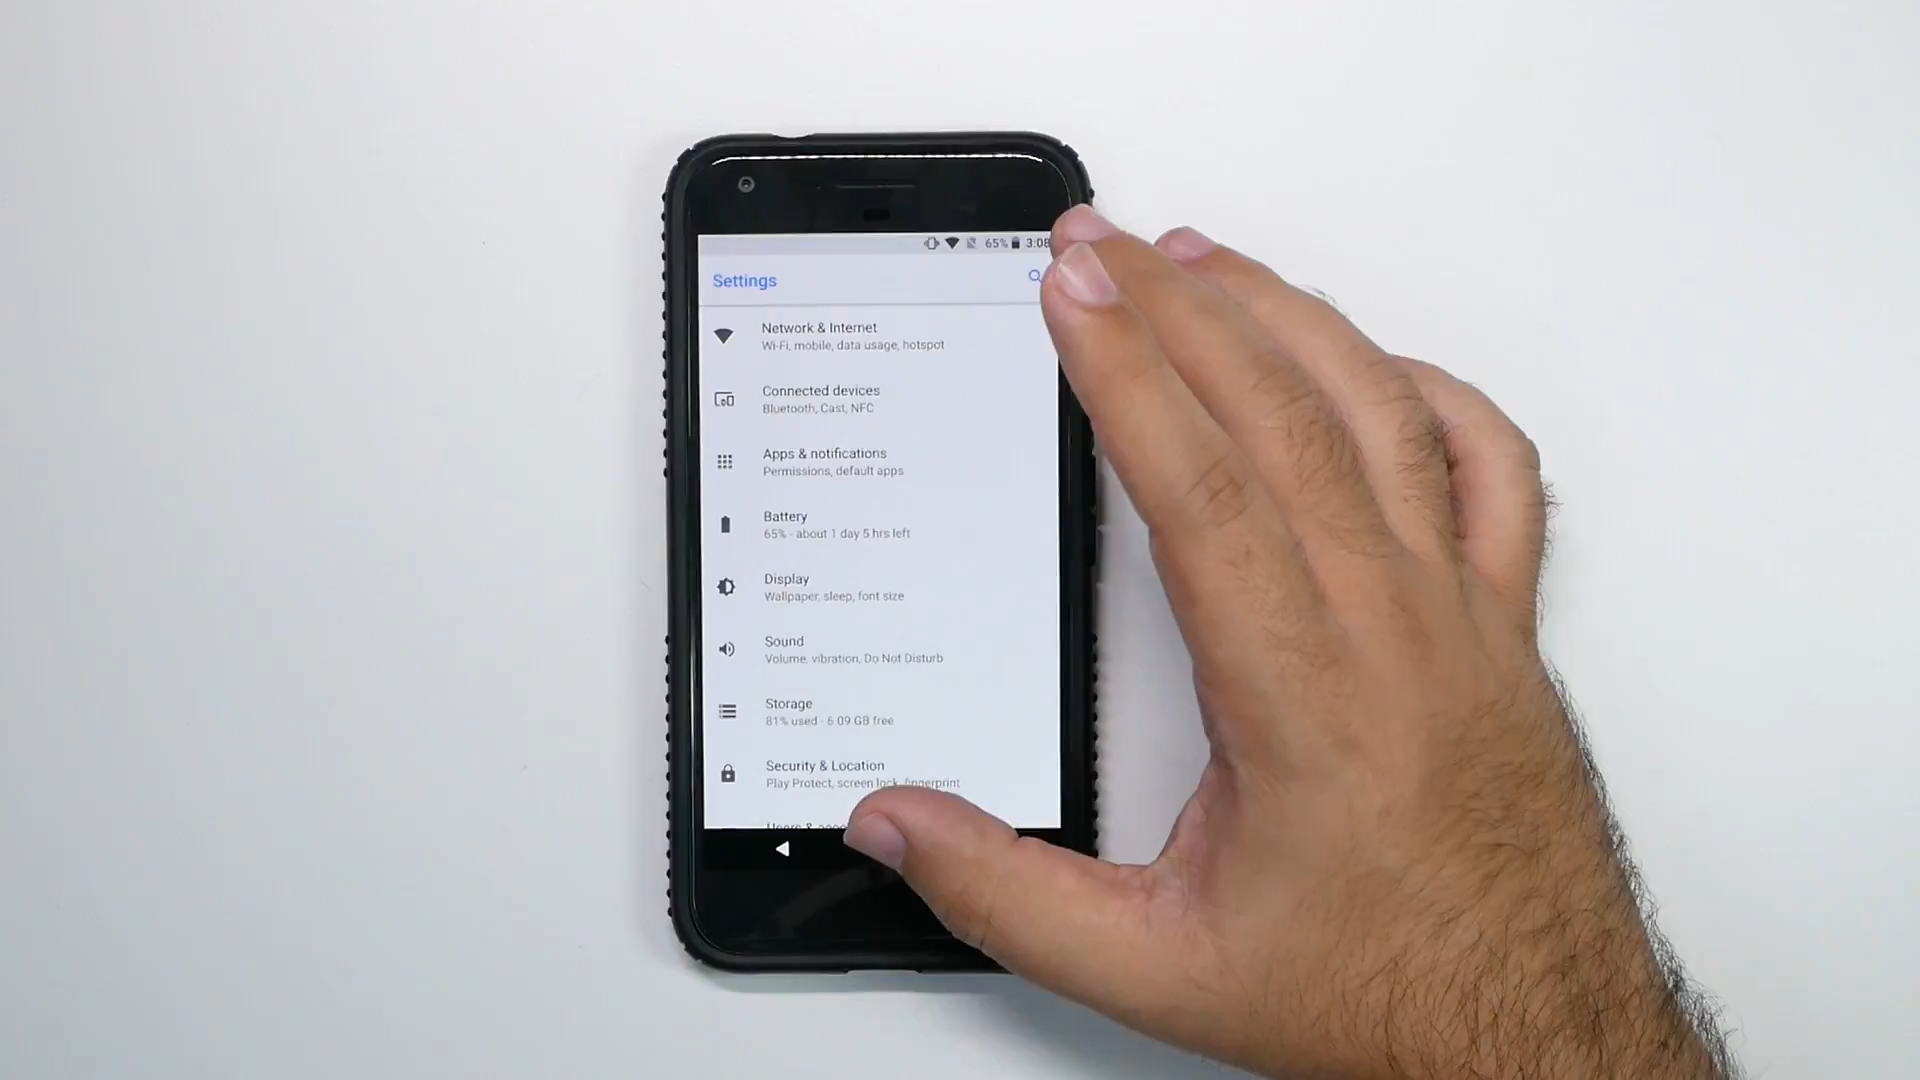 65% 3:08
Settings
Network & Internet
Wi-Fi, mobile, data usage, hotspot
Connected devices
Bluetooth, Cast, NFC
Apps & notifications
Permissions, default apps
Battery
65% - about 1 day 5 hrs left
Display
Wallpaper, sleep, font size
Sound
Volume, vibration, Do Not Disturb
Storage
81% used - 6.09 GB free
Security & Location
Play Protect, screen lock, fingerprint
Users &